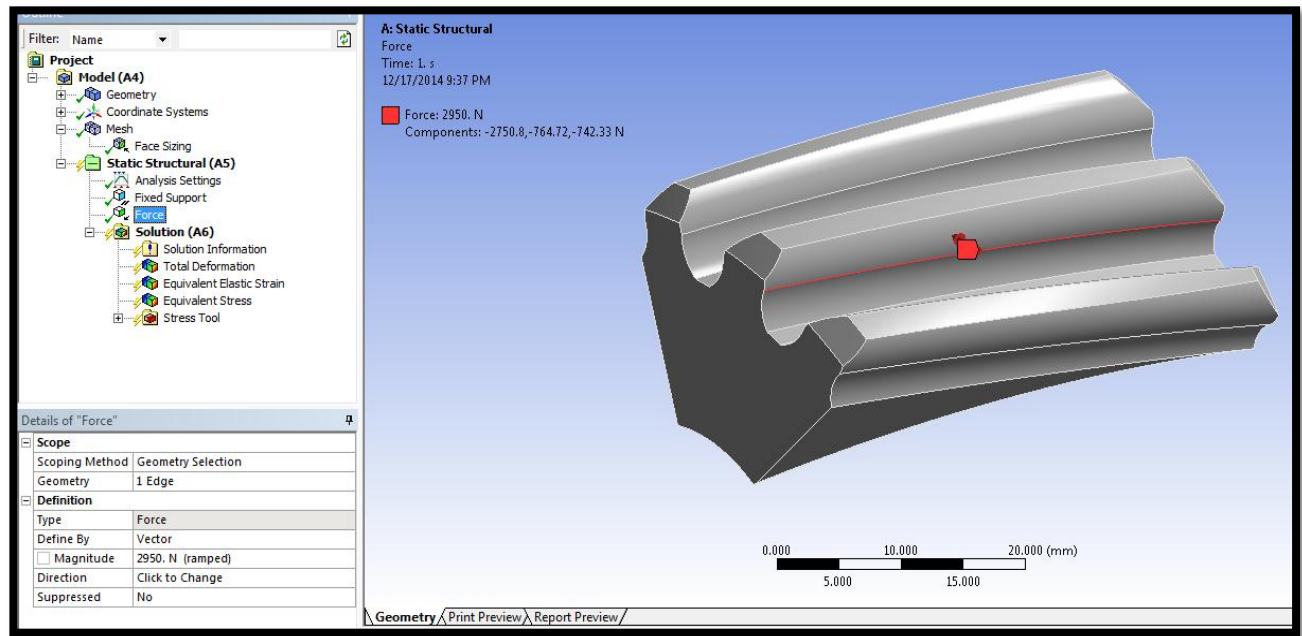 Outline
Filter: Name
Project
Model (A4)
Geometry
Coordinate Systems
Mesh
Face Sizing
Static Structural (A5)
Analysis Settings
Fixed Support
Force
Solution (A6)
Solution Information
Total Deformation
Equivalent Elastic Strain
Equivalent Stress
Stress Tool
Details of "Force"
Scope
Scoping Method Geometry Selection
Geometry 1 Edge
Definition
Type Force
Define By Vector
Magnitude 2950. N (ramped)
Direction Click to Change
Suppressed No
A: Static Structural
Force
Time: 1. s
12/17/2014 9:37 PM
Force: 2950. N
Components: -2750.8,-764.72,-742.33 N
0.000 10.000 20.000 (mm)
5.000 15.000
Geometry Print Preview Report Preview